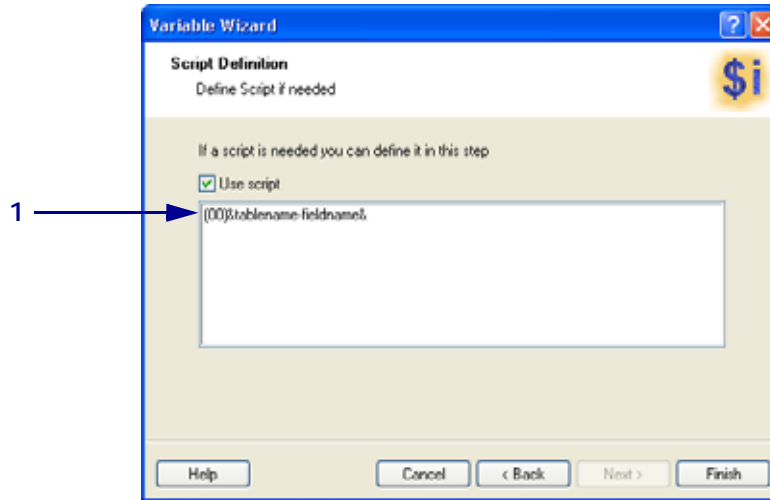 Variable Wizard
Script Definition
Define Script if needed
$i
If a script is needed you can define it in this step
Use script
1
(00)&tablename-fieldname&
Help
Cancel
< Back
Next >
Finish